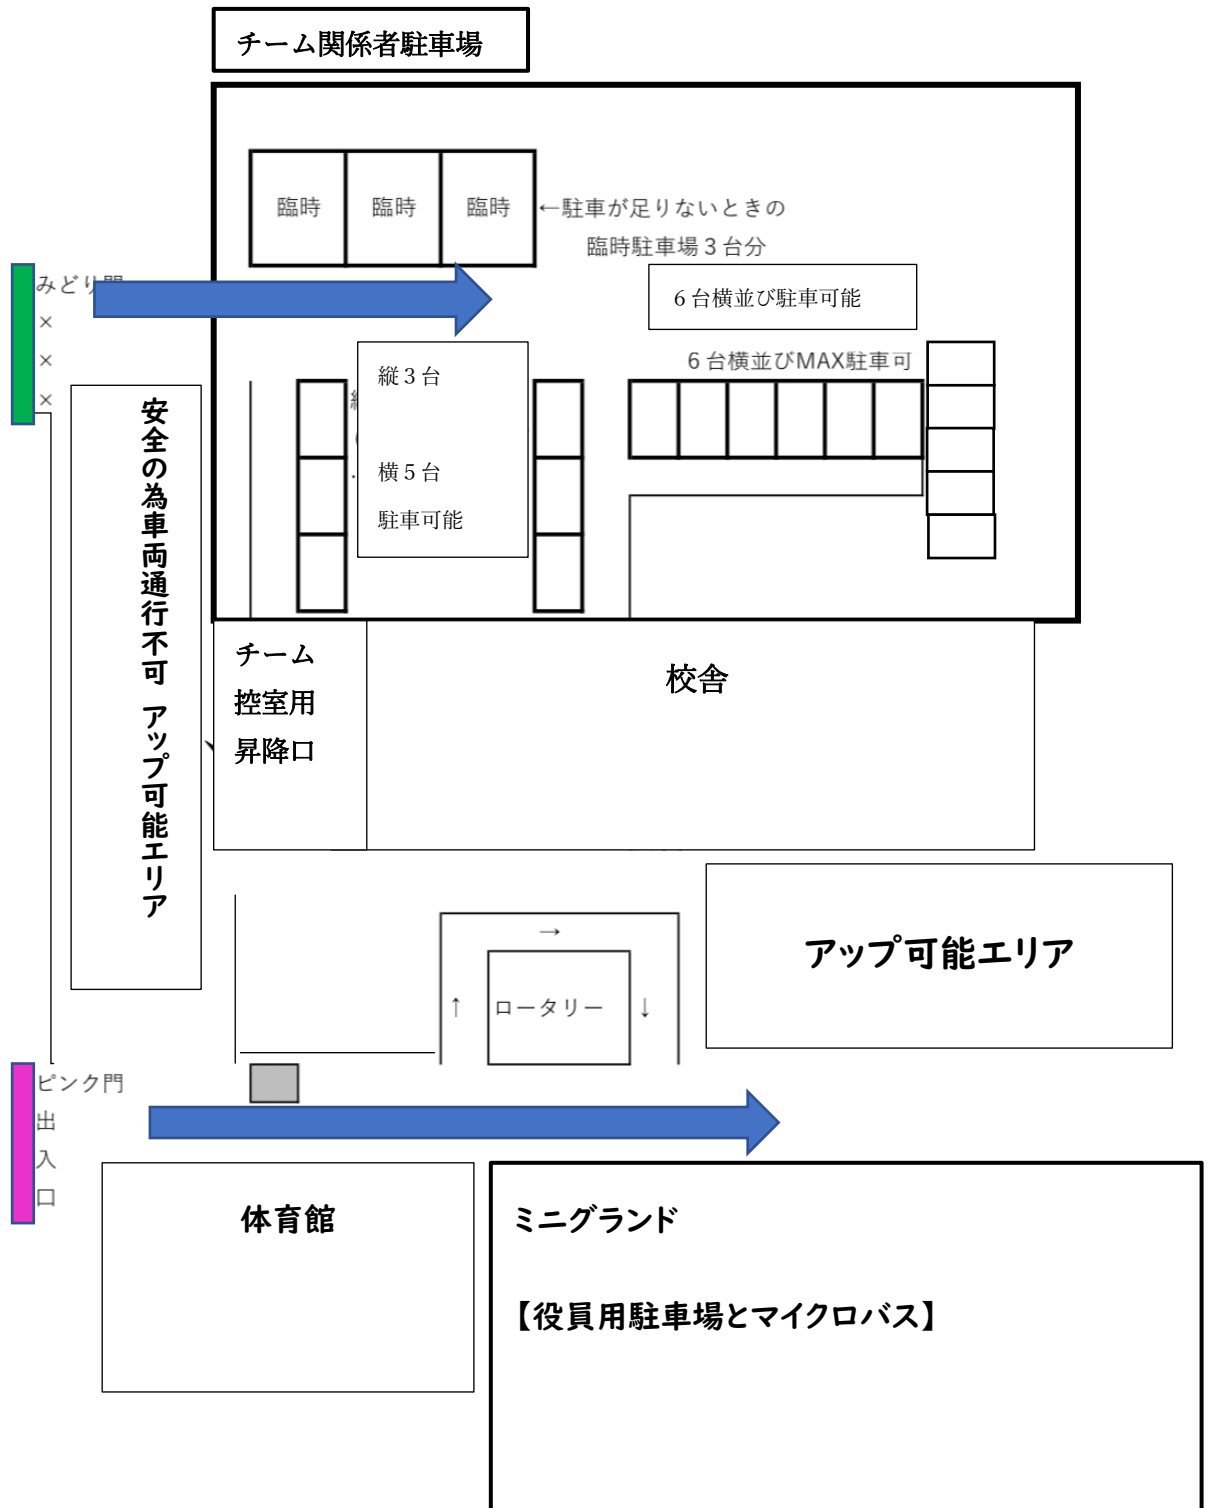 チーム関係者駐車場
臨時 臨時 臨時 ←駐車が足りないときの
臨時駐車場3台分
みどり
×
×
×
6台横並び駐車可能
6台横並びMAX駐車可
縦3台
横5台
駐車可能
安全の為車両通行不可 アップ可能エリア
チーム
控室用
昇降口
校舎
アップ可能エリア
→
↑ ロータリー ↓
ピンク門
出
入
口
体育館
ミニグランド
【役員用駐車場とマイクロバス】